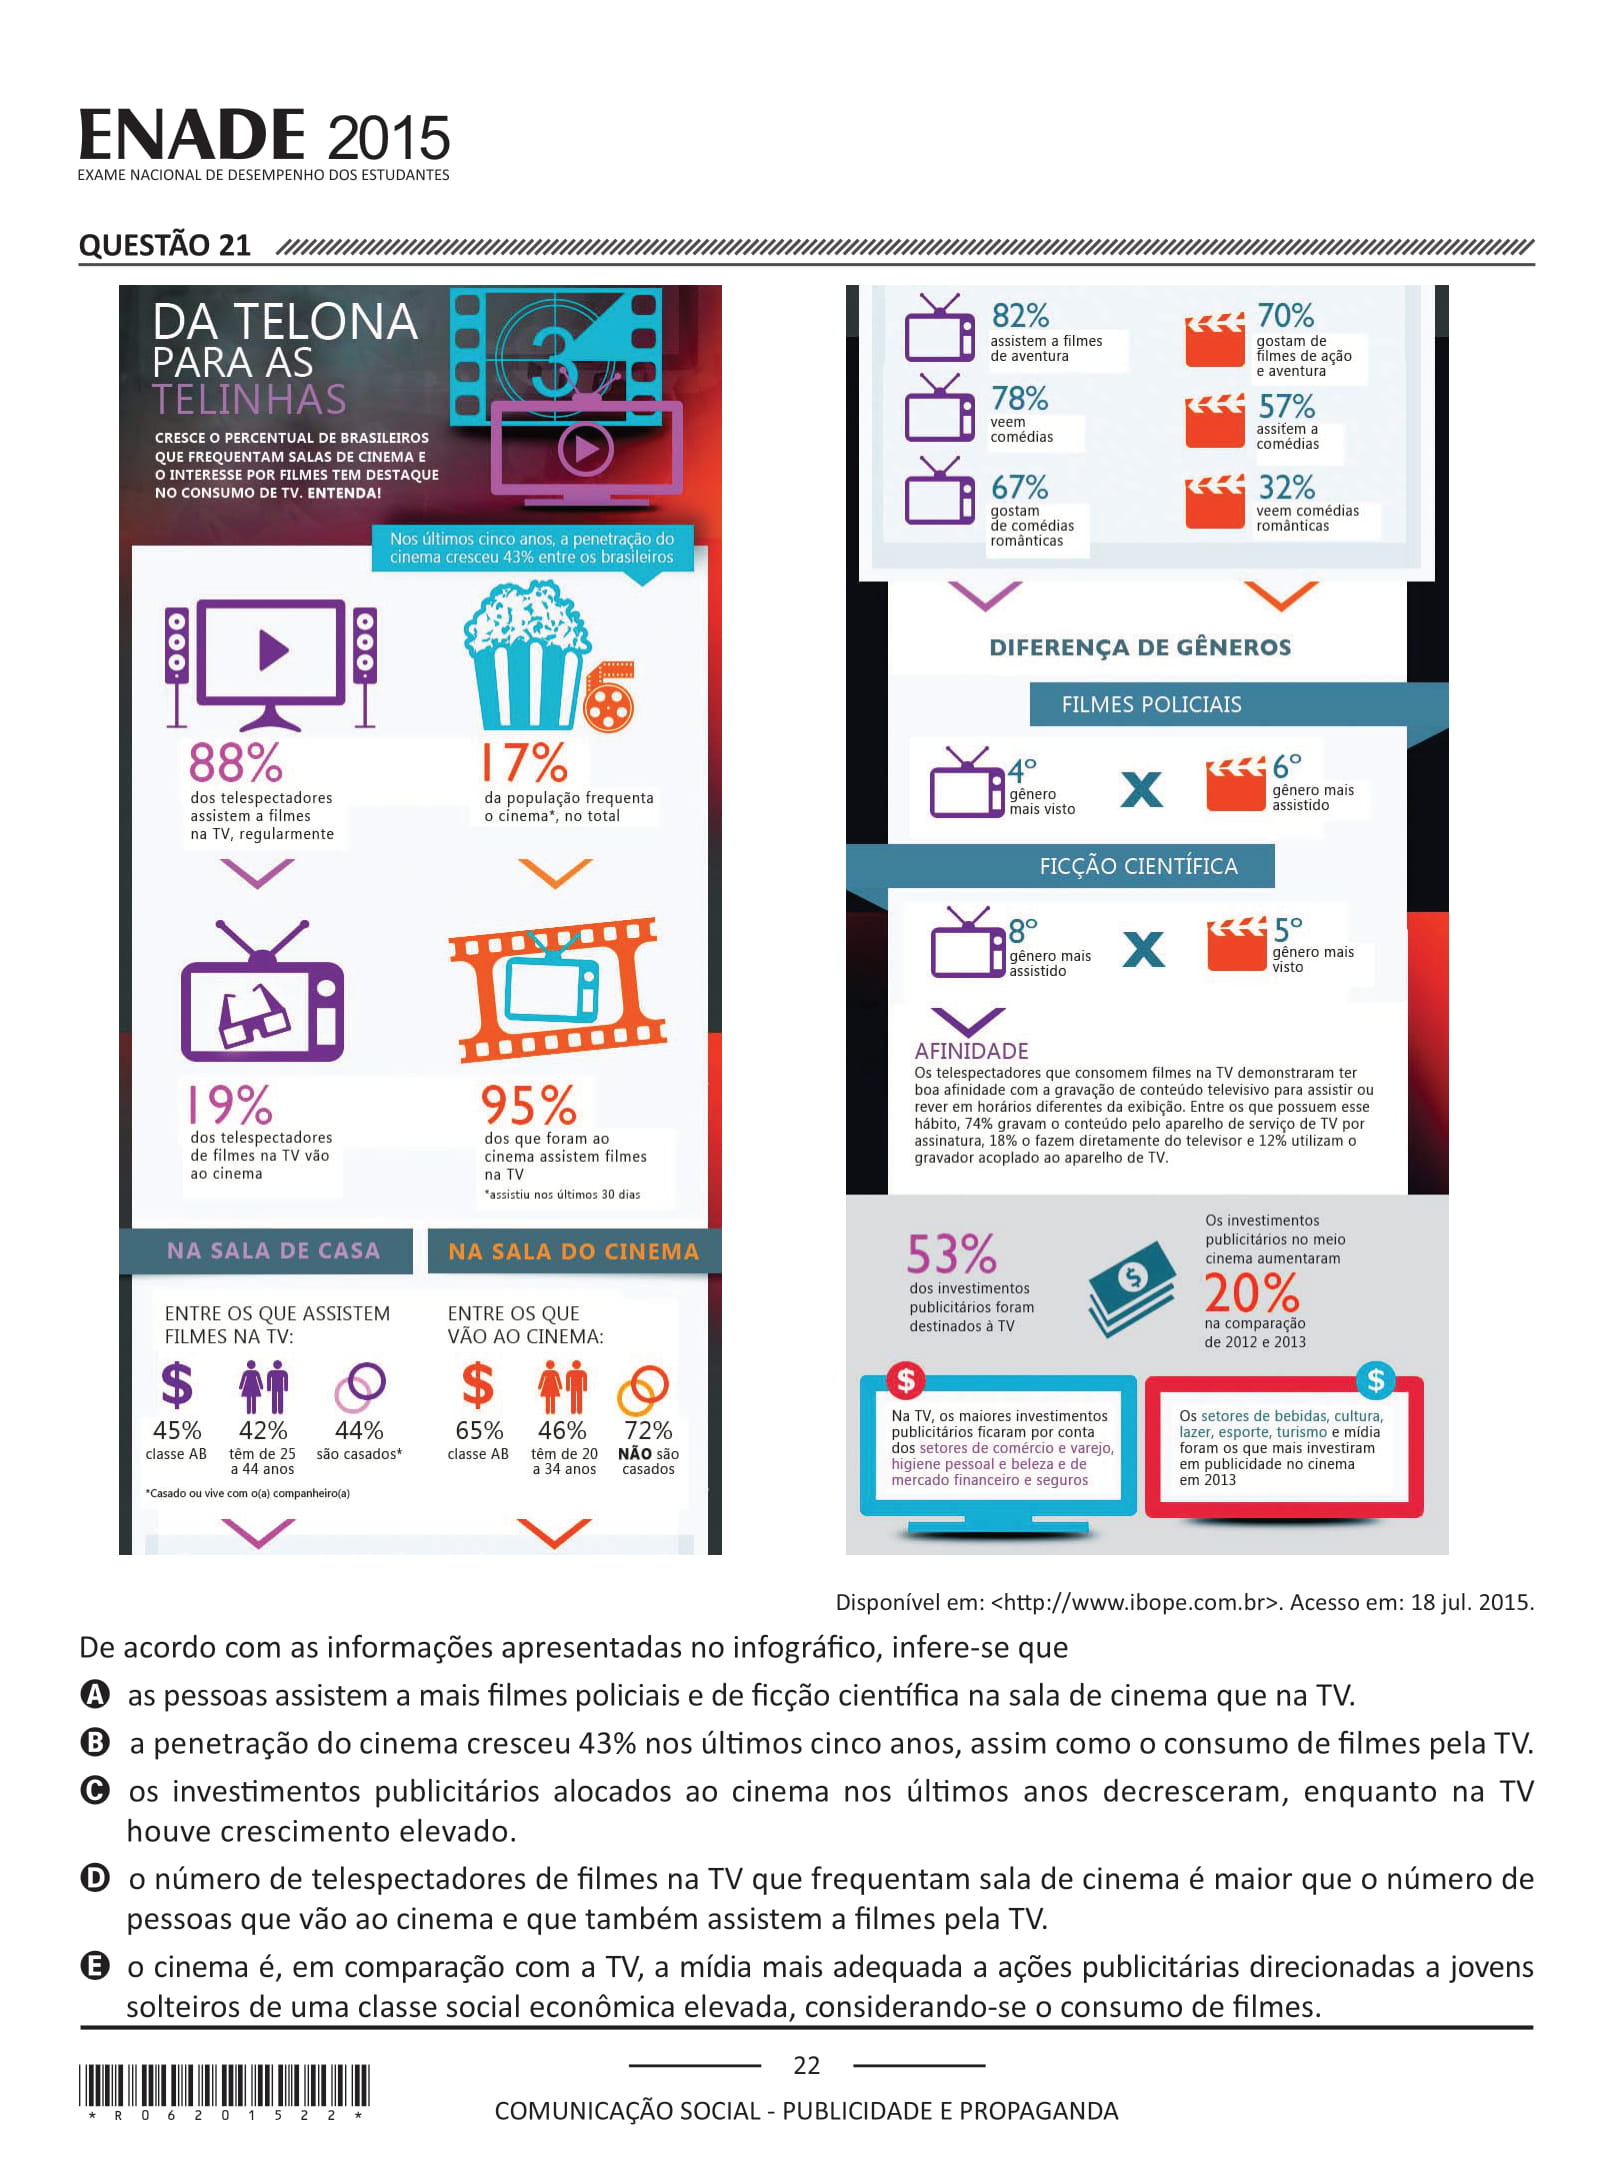 ENADE 2015
EXAME NACIONAL DE DESEMPENHO DOS ESTUDANTES
QUESTÃO 21
DA TELONA
PARA AS
TELINHAS
CRESCE O PERCENTUAL DE BRASILEIROS
QUE FREQUENTAM SALAS DE CINEMA E
O INTERESSE POR FILMES TEM DESTAQUE
NO CONSUMO DE TV. ENTENDA!
3
Nos últimos cinco anos, a penetração do
cinema cresceu 43% entre os brasileiros
88%
dos telespectadores
assistem a filmes
na TV, regularmente
17%
da população frequenta
o cinema*, no total
19%
dos telespectadores
de filmes na TV vão
ao cinema
95%
dos que foram ao
cinema assistem filmes
na TV
*assistiu nos últimos 30 dias
NA SALA DE CASA
NA SALA DO CINEMA
ENTRE OS QUE ASSISTEM
FILMES NA TV:
$
45%
classe AB
42%
têm de 25
a 44 anos
44%
são casados*
*Casado ou vive com o(a) companheiro(a)
ENTRE OS QUE
VÃO AO CINEMA:
$
65%
classe AB
46%
têm de 20
a 34 anos
72%
NÃO são
casados
82%
assistem a filmes
de aventura
70%
gostam de
filmes de ação
e aventura
78%
veem
comédias
57%
assitem a
comédias
67%
gostam
de comédias
românticas
32%
veem comédias
românticas
DIFERENÇA DE GÊNEROS
FILMES POLICIAIS
4º
gênero
mais visto
X
6º
gênero mais
assistido
FICÇÃO CIENTÍFICA
8º
gênero mais
assistido
X
5º
gênero mais
visto
AFINIDADE
Os telespectadores que consomem filmes na TV demonstraram ter
boa afinidade com a gravação de conteúdo televisivo para assistir ou
rever em horários diferentes da exibição. Entre os que possuem esse
hábito, 74% gravam o conteúdo pelo aparelho de serviço de TV por
assinatura, 18% o fazem diretamente do televisor e 12% utilizam o
gravador acoplado ao aparelho de TV.
53%
dos investimentos
publicitários foram
destinados à TV
$
Os investimentos
publicitários no meio
cinema aumentaram
20%
na comparação
de 2012 e 2013
$
Na TV, os maiores investimentos
publicitários ficaram por conta
dos setores de comércio e varejo,
higiene pessoal e beleza e de
mercado financeiro e seguros
$
Os setores de bebidas, cultura,
lazer, esporte, turismo e mídia
foram os que mais investiram
em publicidade no cinema
em 2013
Disponível em: <http://www.ibope.com.br>. Acesso em: 18 jul. 2015.
De acordo com as informações apresentadas no infográfico, infere-se que
A as pessoas assistem a mais filmes policiais e de ficção científica na sala de cinema que na TV.
B a penetração do cinema cresceu 43% nos últimos cinco anos, assim como o consumo de filmes pela TV.
C os investimentos publicitários alocados ao cinema nos últimos anos decresceram, enquanto na TV
houve crescimento elevado.
D o número de telespectadores de filmes na TV que frequentam sala de cinema é maior que o número de
pessoas que vão ao cinema e que também assistem a filmes pela TV.
E o cinema é, em comparação com a TV, a mídia mais adequada a ações publicitárias direcionadas a jovens
solteiros de uma classe social econômica elevada, considerando-se o consumo de filmes.
22
* R 0 6 2 0 1 5 2 2 *
COMUNICAÇÃO SOCIAL - PUBLICIDADE E PROPAGANDA